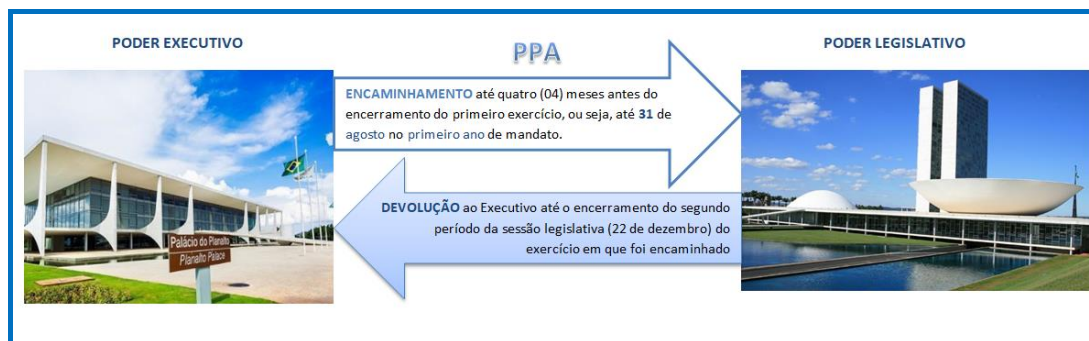 PODER EXECUTIVO
PPA
PODER LEGISLATIVO
ENCAMINHAMENTO até quatro (04) meses antes do
encerramento do primeiro exercício, ou seja, até 31 de
agosto no primeiro ano de mandato.
DEVOLUÇÃO ao Executivo até o encerramento do segundo
período da sessão legislativa (22 de dezembro) do
exercício em que foi encaminhado
Palácio do Planalto
Planalto Palace